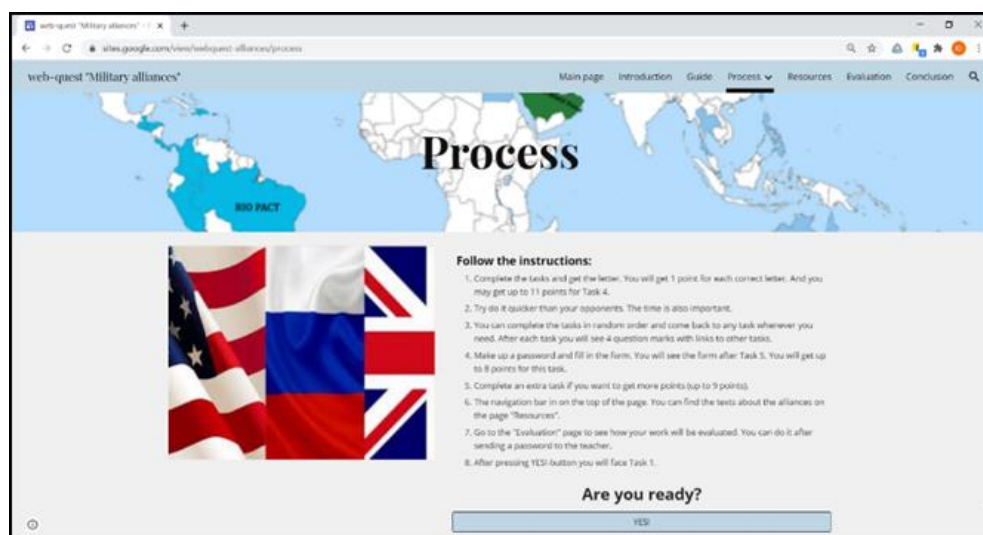 web-quest "Military alliances" -
sites.google.com/view/webquest-alliances/process
web-quest "Military alliances"
Main page Introduction Guide Process Resources Evaluation Conclusion
Process
RIO PACT
Follow the instructions:
1. Complete the tasks and get the letter. You will get 1 point for each correct letter. And you
may get up to 11 points for Task 4.
2. Try do it quicker than your opponents. The time is also important.
3. You can complete the tasks in random order and come back to any task whenever you
need. After each task you will see 4 question marks with links to other tasks.
4. Make up a password and fill in the form. You will see the form after Task 5. You will get up
to 8 points for this task.
5. Complete an extra task if you want to get more points (up to 9 points).
6. The navigation bar in on the top of the page. You can find the texts about the alliances on
the page "Resources".
7. Go to the "Evaluation" page to see how your work will be evaluated. You can do it after
sending a password to the teacher.
8. After pressing YES!-button you will face Task 1.
Are you ready?
YES!